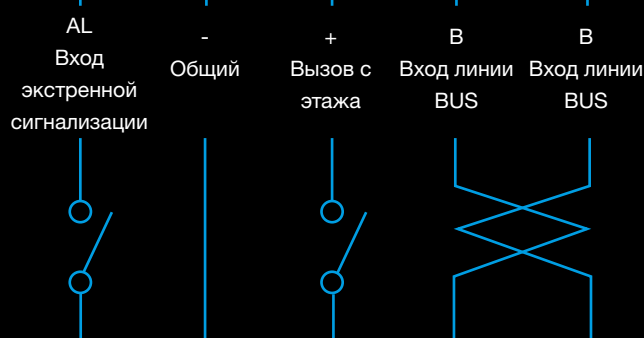 AL
Вход
экстренной
сигнализации
-
Общий
+
Вызов с
этажа
B
Вход линии
BUS
B
Вход линии
BUS